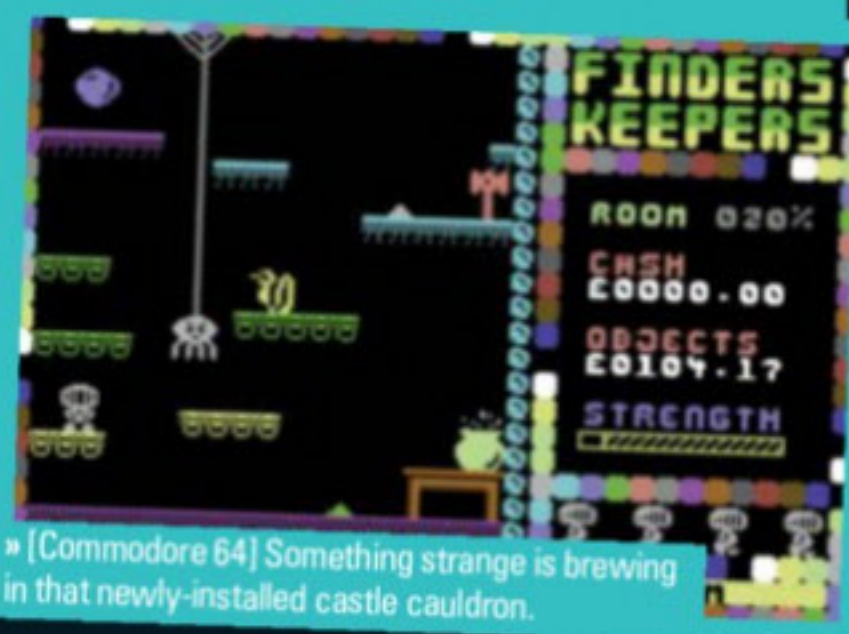 FINDERS
KEEPERS
ROOM 020%
CASH
£0000.00
OBJECTS
£0104.17
STRENGTH
» [Commodore 64] Something strange is brewing
in that newly-installed castle cauldron.